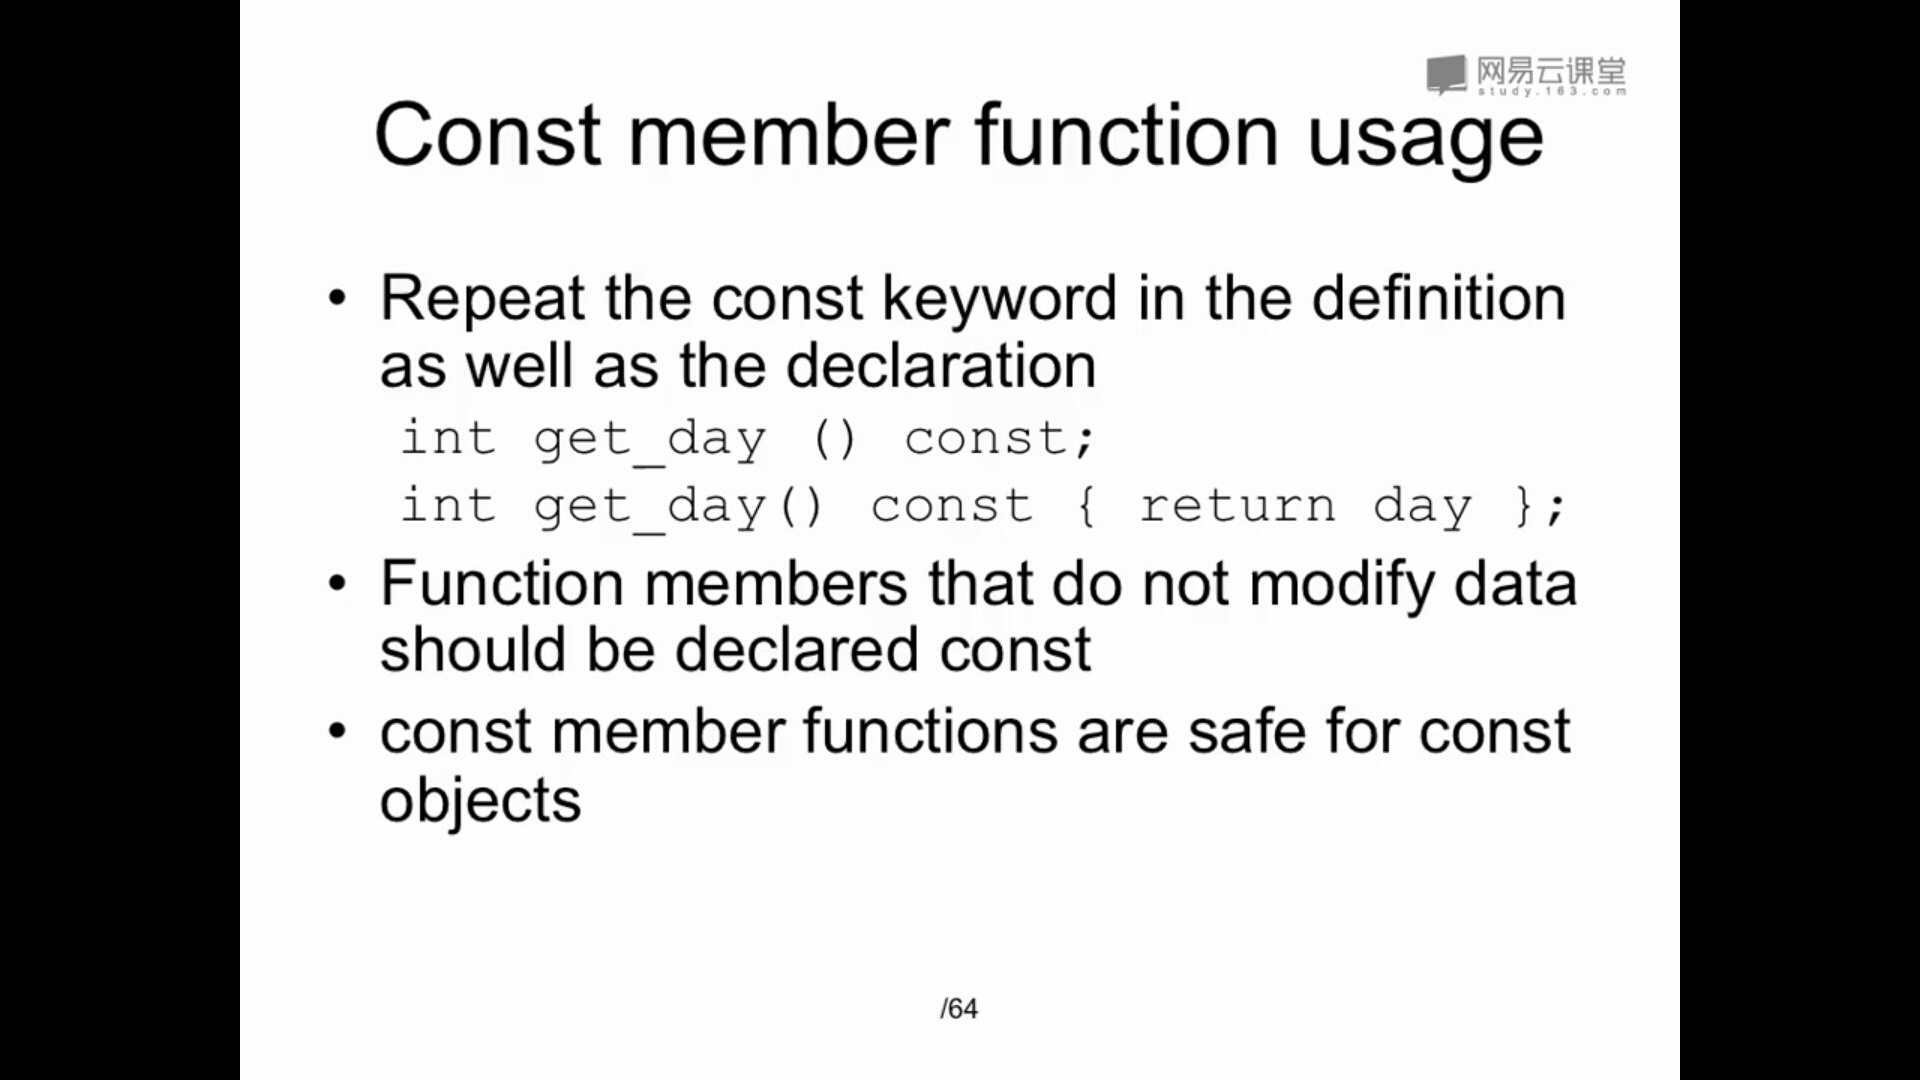 网易云课堂
study.163.com
Const member function usage
• Repeat the const keyword in the definition
as well as the declaration
int get_day () const;
int get_day() const { return day };
• Function members that do not modify data
should be declared const
• const member functions are safe for const
objects
/64